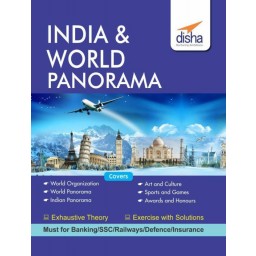 disha
INDIA &
WORLD
PANORAMA
Covers
World Organization
World Panorama
Indian Panorama
Art and Culture
Sports and Games
Awards and Honours
Exhaustive Theory
Exercise with Solutions
Must for Banking/SSC/Railways/Defence/Insurance